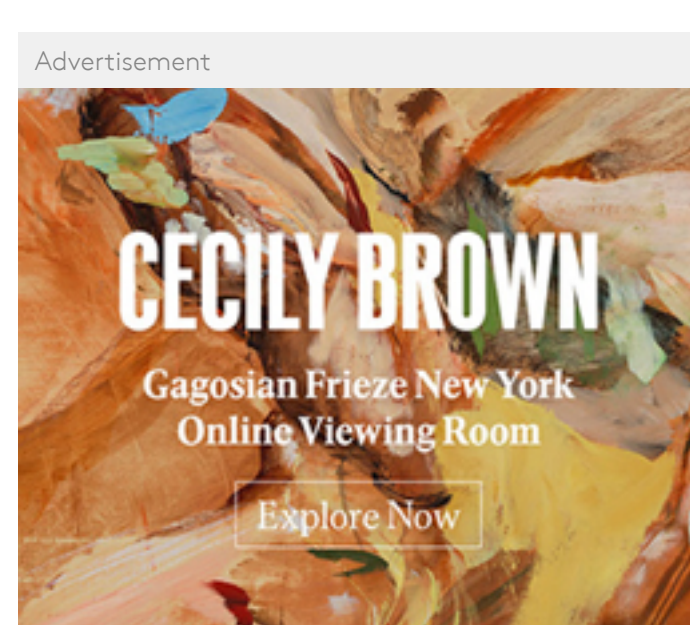 Advertisement
CECILY BROWN
Gagosian Frieze New York
Online Viewing Room
Explore Now